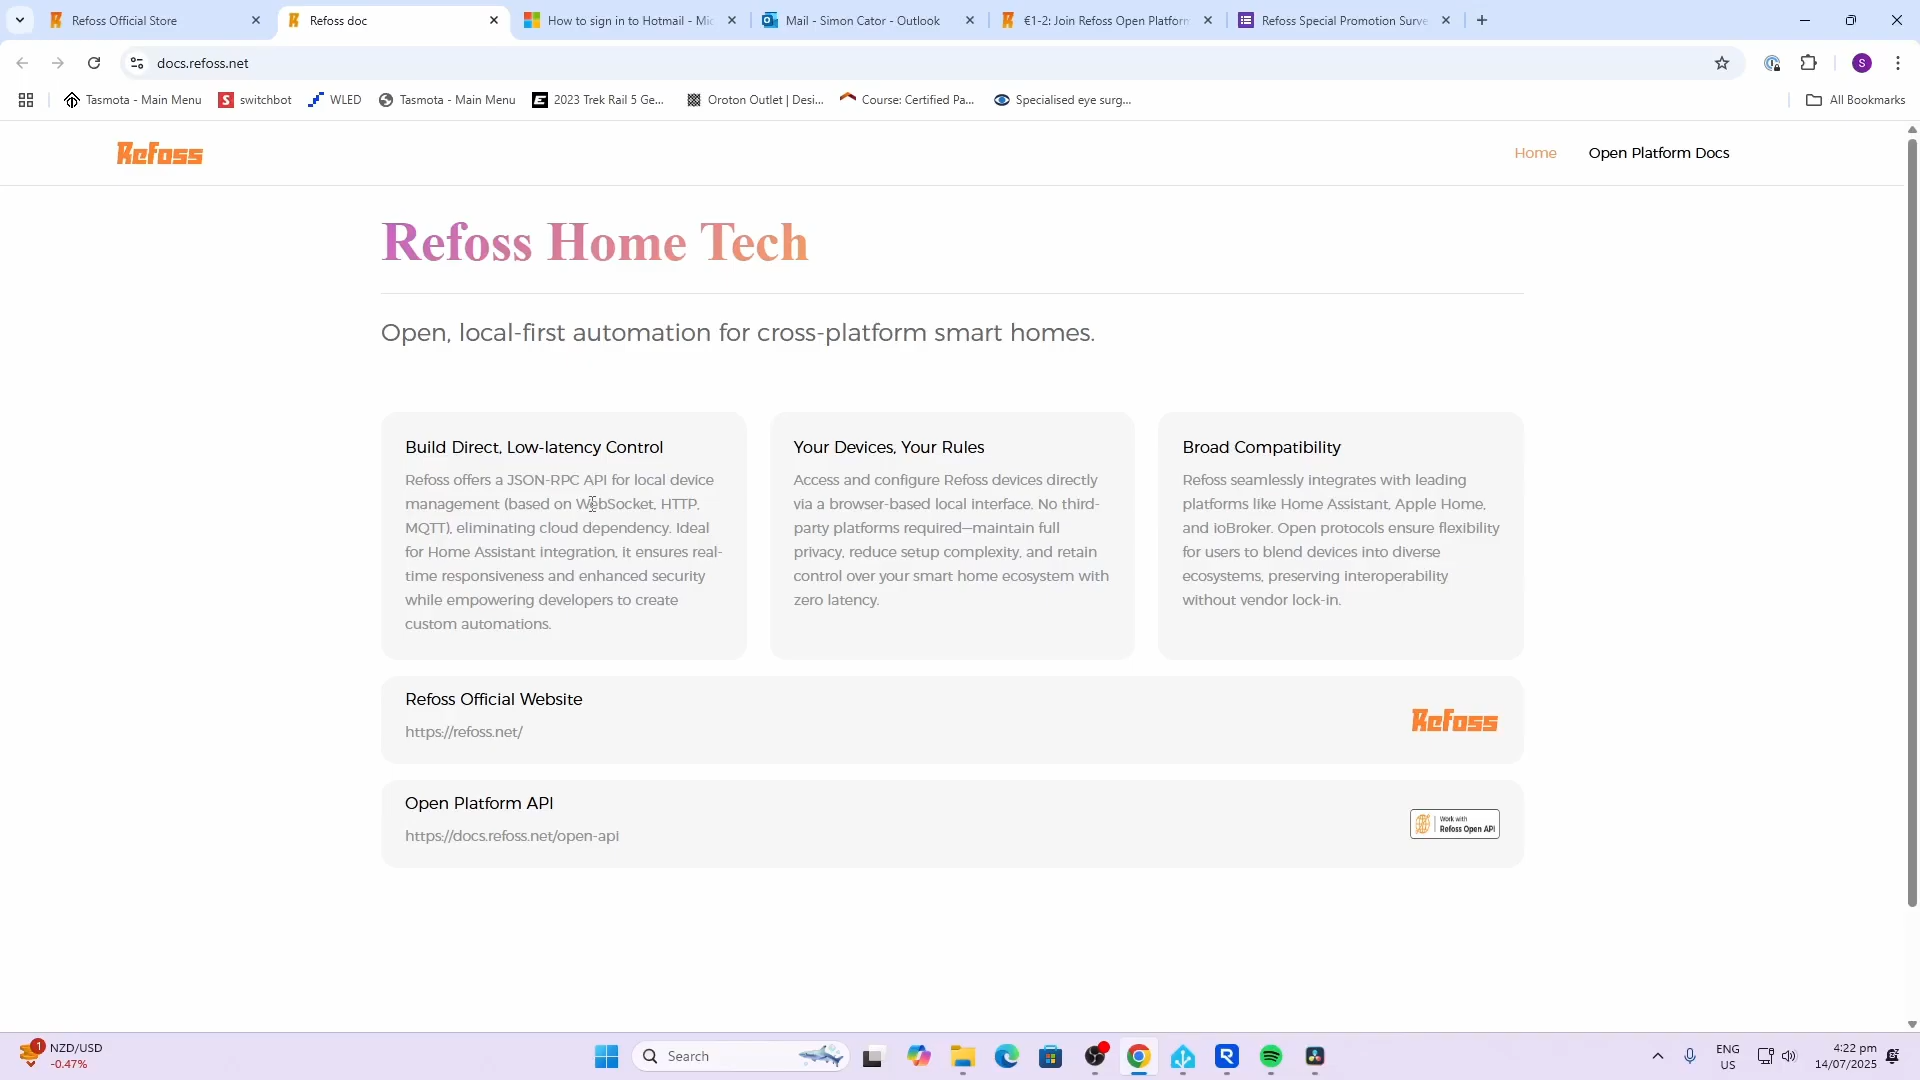 Refoss Official Store
Refoss doc
How to sign in to Hotmail - Mic
Mail - Simon Cator - Outlook
€1-2: Join Refoss Open Platform
Refoss Special Promotion Surve
docs.refoss.net
S
Tasmota - Main Menu
switchbot
WLED
Tasmota - Main Menu
2023 Trek Rail 5 Ge...
Oroton Outlet | Desi...
Course: Certified Pa...
Specialised eye surg...
All Bookmarks
Refoss
Home
Open Platform Docs
Refoss Home Tech
Open, local-first automation for cross-platform smart homes.
Build Direct, Low-latency Control
Refoss offers a JSON-RPC API for local device
management (based on WebSocket, HTTP,
MQTT), eliminating cloud dependency. Ideal
for Home Assistant integration, it ensures real-
time responsiveness and enhanced security
while empowering developers to create
custom automations.
Your Devices, Your Rules
Access and configure Refoss devices directly
via a browser-based local interface. No third-
party platforms required—maintain full
privacy, reduce setup complexity, and retain
control over your smart home ecosystem with
zero latency.
Broad Compatibility
Refoss seamlessly integrates with leading
platforms like Home Assistant, Apple Home,
and ioBroker. Open protocols ensure flexibility
for users to blend devices into diverse
ecosystems, preserving interoperability
without vendor lock-in.
Refoss Official Website
https://refoss.net/
Refoss
Open Platform API
https://docs.refoss.net/open-api
Work with
Refoss Open API
1
NZD/USD
-0.47%
Search
ENG
US
4:22 pm
14/07/2025